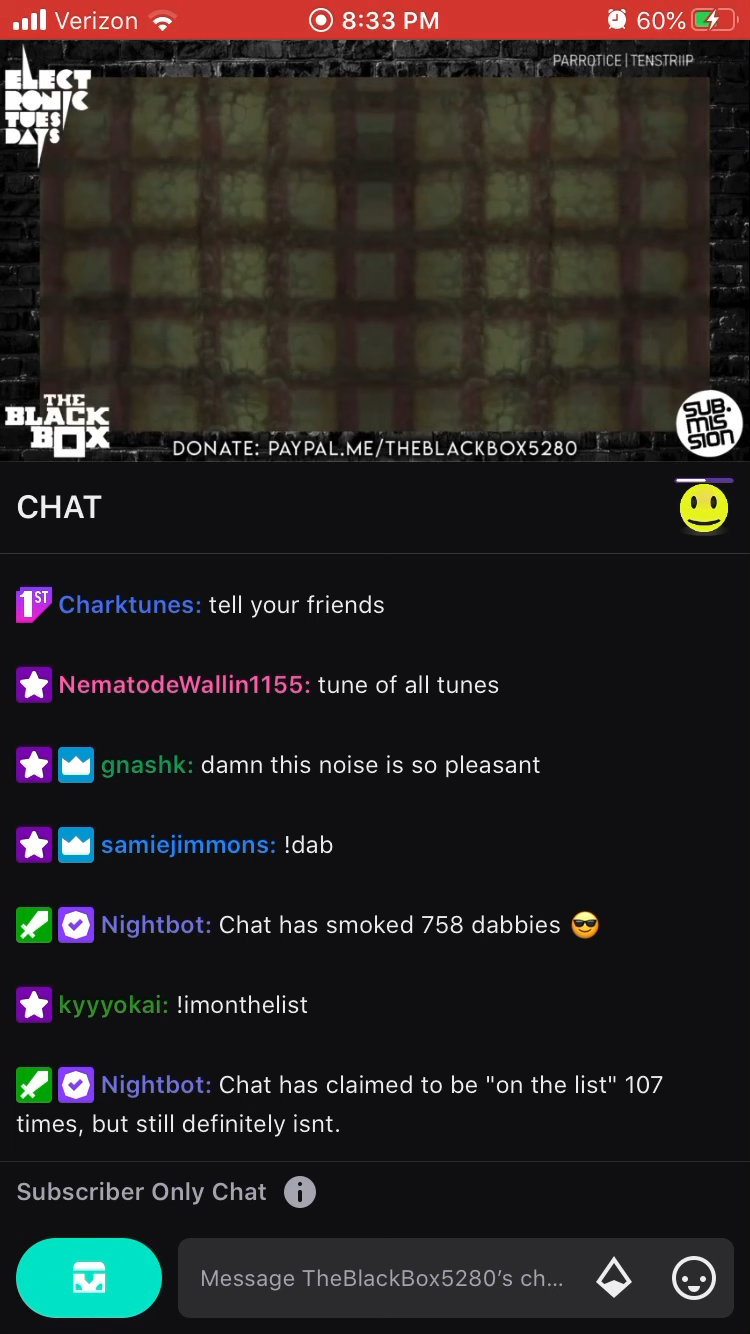 Verizon 8:33 PM 60%
PARROTICE | TENSTRIIP
ELECT
RONIC
TUES
DAYS
THE
BLACK
BOX
SUB.
MIS
SION
DONATE: PAYPAL.ME/THEBLACKBOX5280
CHAT
1ST Charktunes: tell your friends
NematodeWallin1155: tune of all tunes
gnashk: damn this noise is so pleasant
samiejimmons: !dab
Nightbot: Chat has smoked 758 dabbies 😎
kyyyokai: !imonthelist
Nightbot: Chat has claimed to be "on the list" 107
times, but still definitely isnt.
Subscriber Only Chat
Message TheBlackBox5280’s ch...